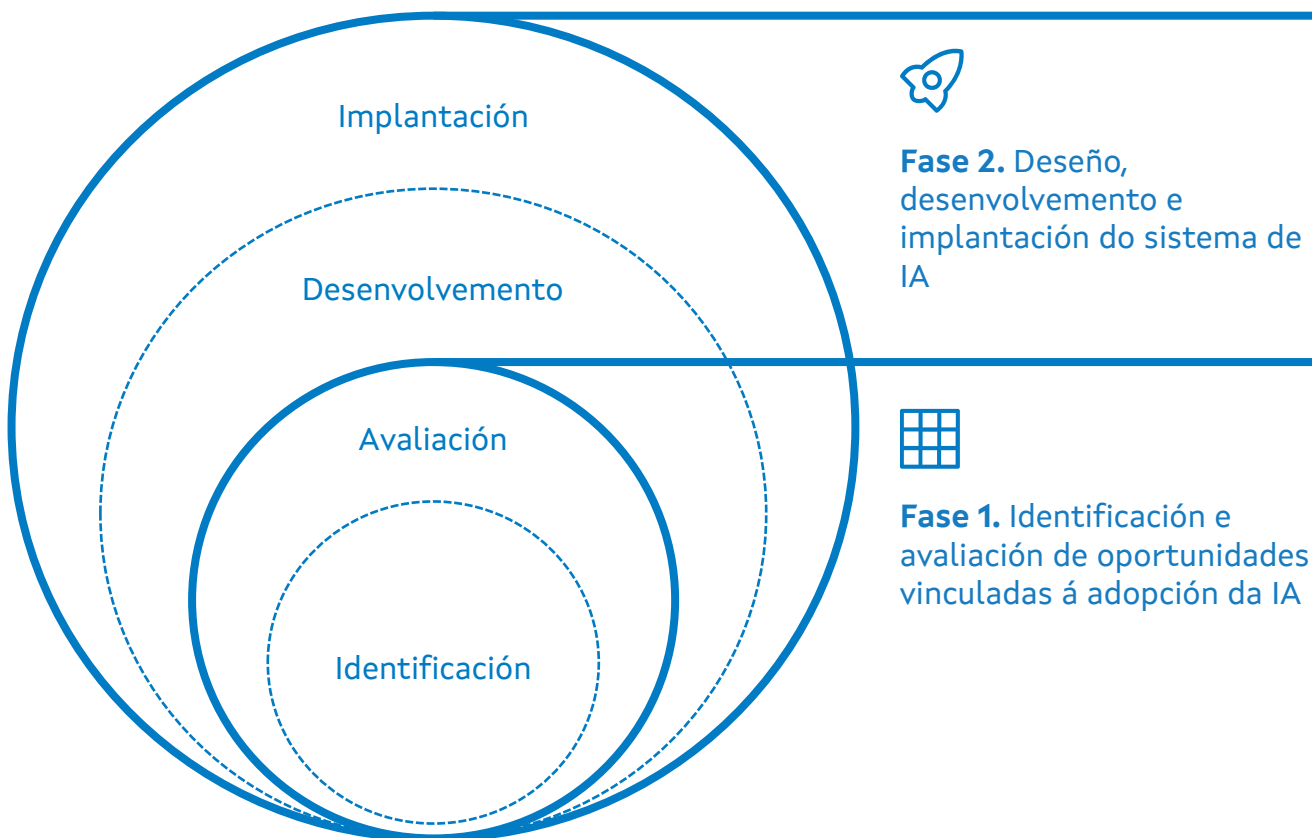 Implantación
Desenvolvemento
Avaliación
Identificación
Fase 2. Deseño,
desenvolvemento e
implantación do sistema de
IA
Fase 1. Identificación e
avaliación de oportunidades
vinculadas á adopción da IA